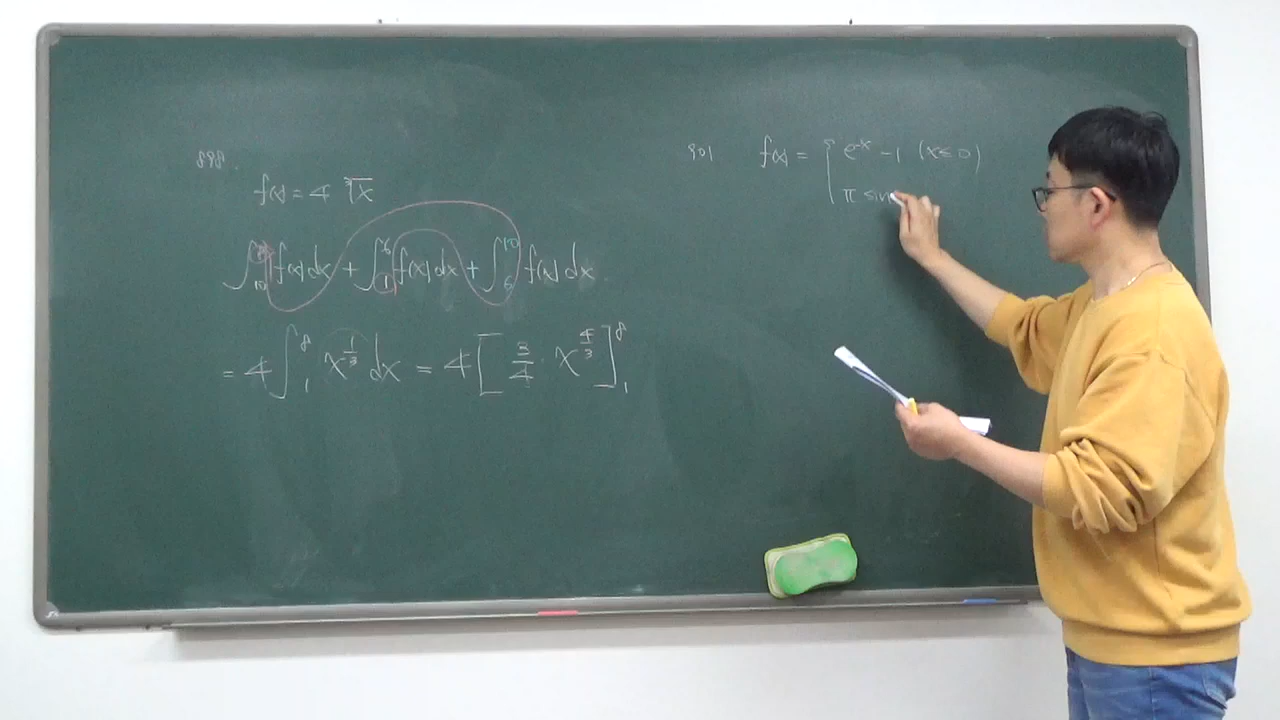 898.
f(x) = 4 ∛x
∫₁₀⁸ f(x) dx + ∫₁⁶ f(x) dx + ∫₆¹⁰ f(x) dx
= 4 ∫₁⁸ x^(1/3) dx = 4 [ 3/4 · x^(4/3) ]₁⁸
901 f(x) = { e⁻ˣ - 1 (x ≤ 0)
π sin